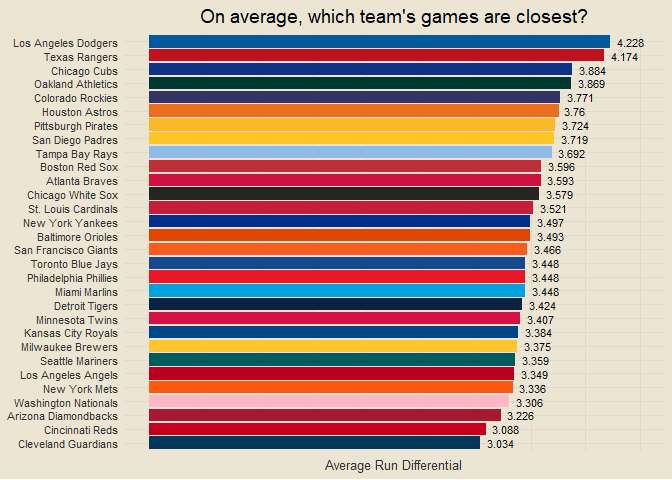 On average, which team's games are closest?
Los Angeles Dodgers 4.228
Texas Rangers 4.174
Chicago Cubs 3.884
Oakland Athletics 3.869
Colorado Rockies 3.771
Houston Astros 3.76
Pittsburgh Pirates 3.724
San Diego Padres 3.719
Tampa Bay Rays 3.692
Boston Red Sox 3.596
Atlanta Braves 3.593
Chicago White Sox 3.579
St. Louis Cardinals 3.521
New York Yankees 3.497
Baltimore Orioles 3.493
San Francisco Giants 3.466
Toronto Blue Jays 3.448
Philadelphia Phillies 3.448
Miami Marlins 3.448
Detroit Tigers 3.424
Minnesota Twins 3.407
Kansas City Royals 3.384
Milwaukee Brewers 3.375
Seattle Mariners 3.359
Los Angeles Angels 3.349
New York Mets 3.336
Washington Nationals 3.306
Arizona Diamondbacks 3.226
Cincinnati Reds 3.088
Cleveland Guardians 3.034
Average Run Differential